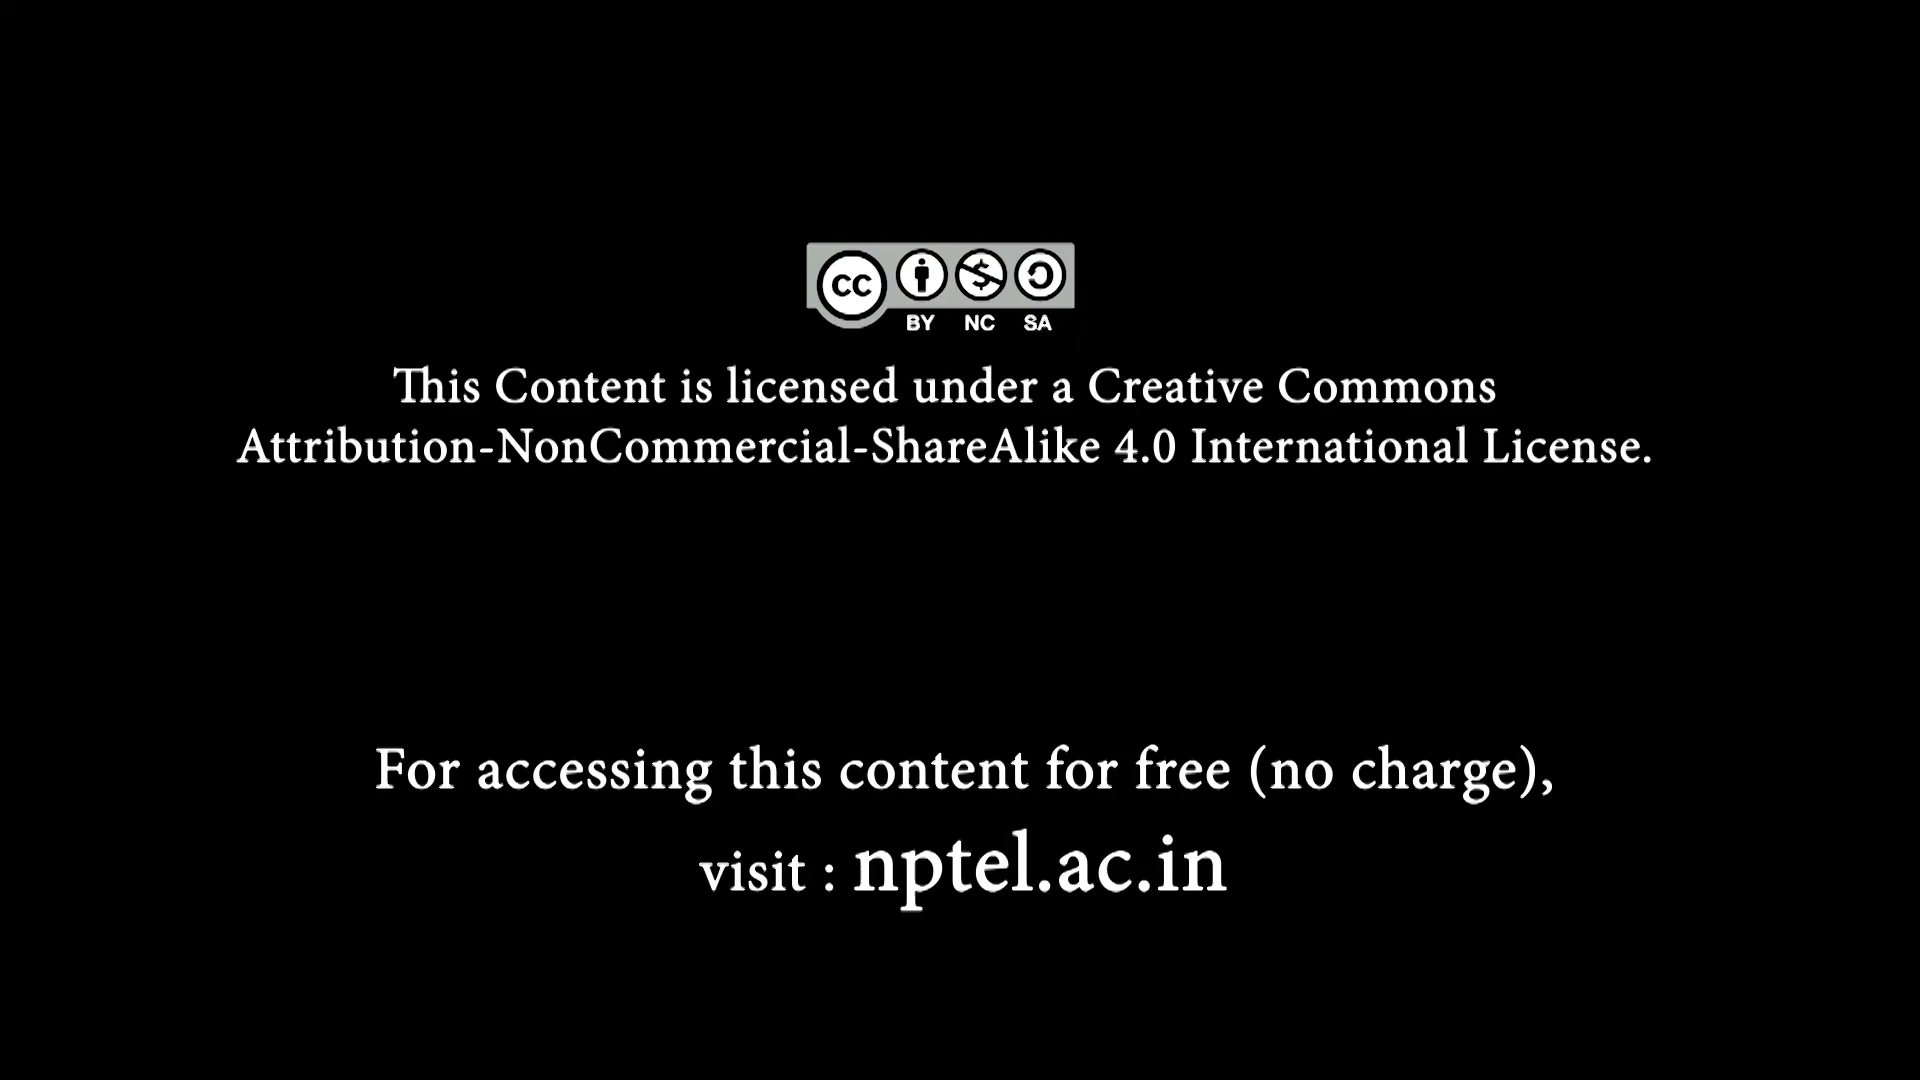 CC BY NC SA
This Content is licensed under a Creative Commons
Attribution-NonCommercial-ShareAlike 4.0 International License.
For accessing this content for free (no charge),
visit : nptel.ac.in